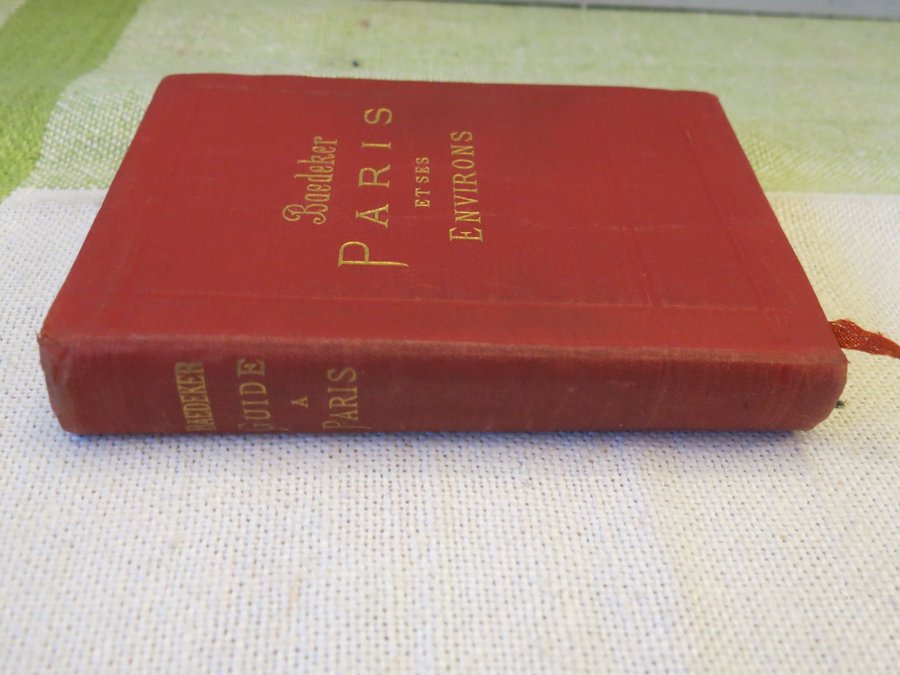 Baedeker
PARIS
ET SES
ENVIRONS
BAEDEKER
GUIDE
A
PARIS